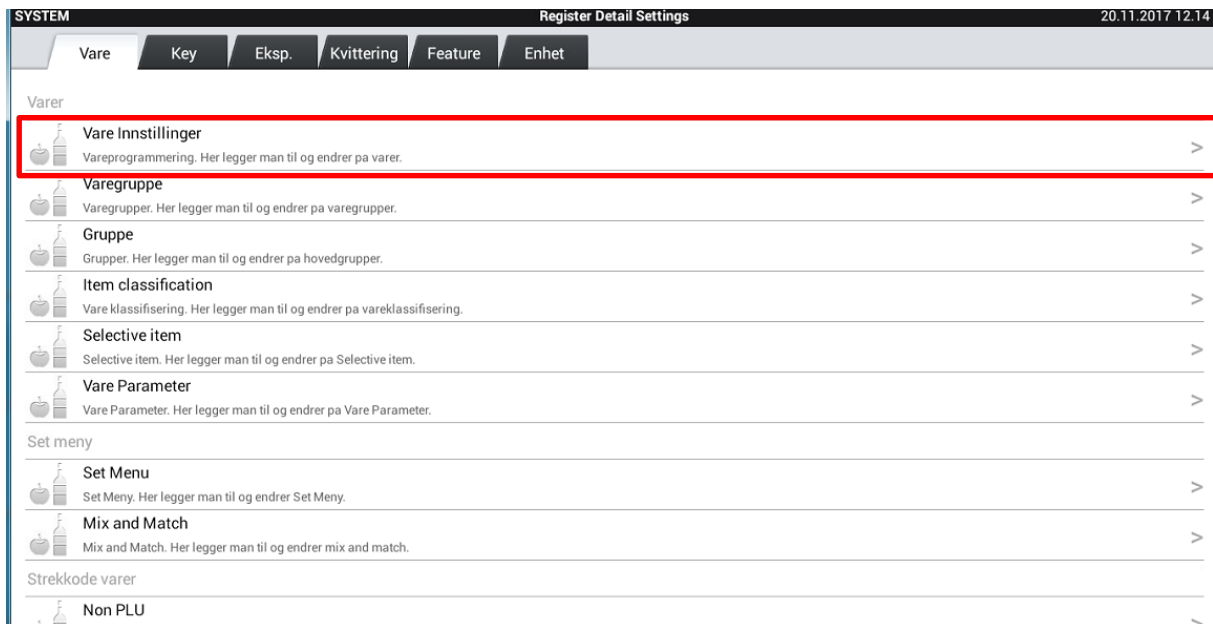 SYSTEM Register Detail Settings 20.11.2017 12.14
Vare Key Eksp. Kvittering Feature Enhet
Varer
Vare Innstillinger
Vareprogrammering. Her legger man til og endrer pa varer.
>
Varegruppe
Varegrupper. Her legger man til og endrer pa varegrupper.
>
Gruppe
Grupper. Her legger man til og endrer pa hovedgrupper.
>
Item classification
Vare klassifisering. Her legger man til og endrer pa vareklassifisering.
>
Selective item
Selective item. Her legger man til og endrer pa Selective item.
>
Vare Parameter
Vare Parameter. Her legger man til og endrer pa Vare Parameter.
>
Set meny
Set Menu
Set Meny. Her legger man til og endrer Set Meny.
>
Mix and Match
Mix and Match. Her legger man til og endrer mix and match.
>
Strekkode varer
Non PLU